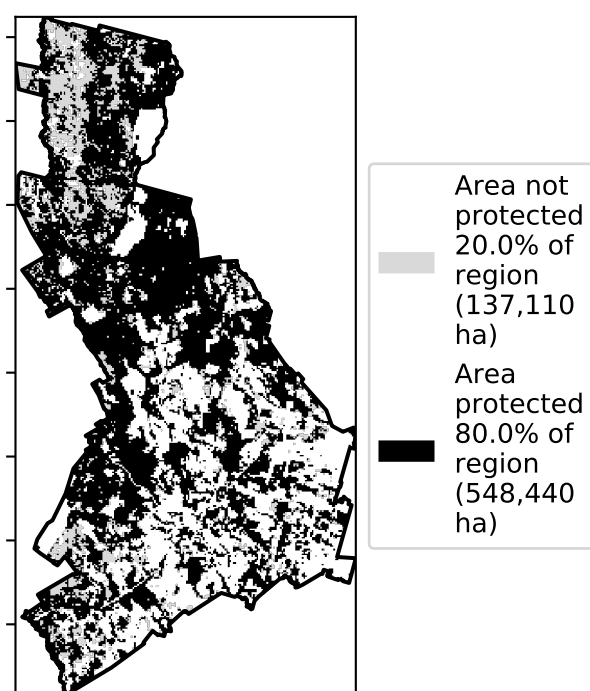 Area not
protected
20.0% of
region
(137,110
ha)
Area
protected
80.0% of
region
(548,440
ha)